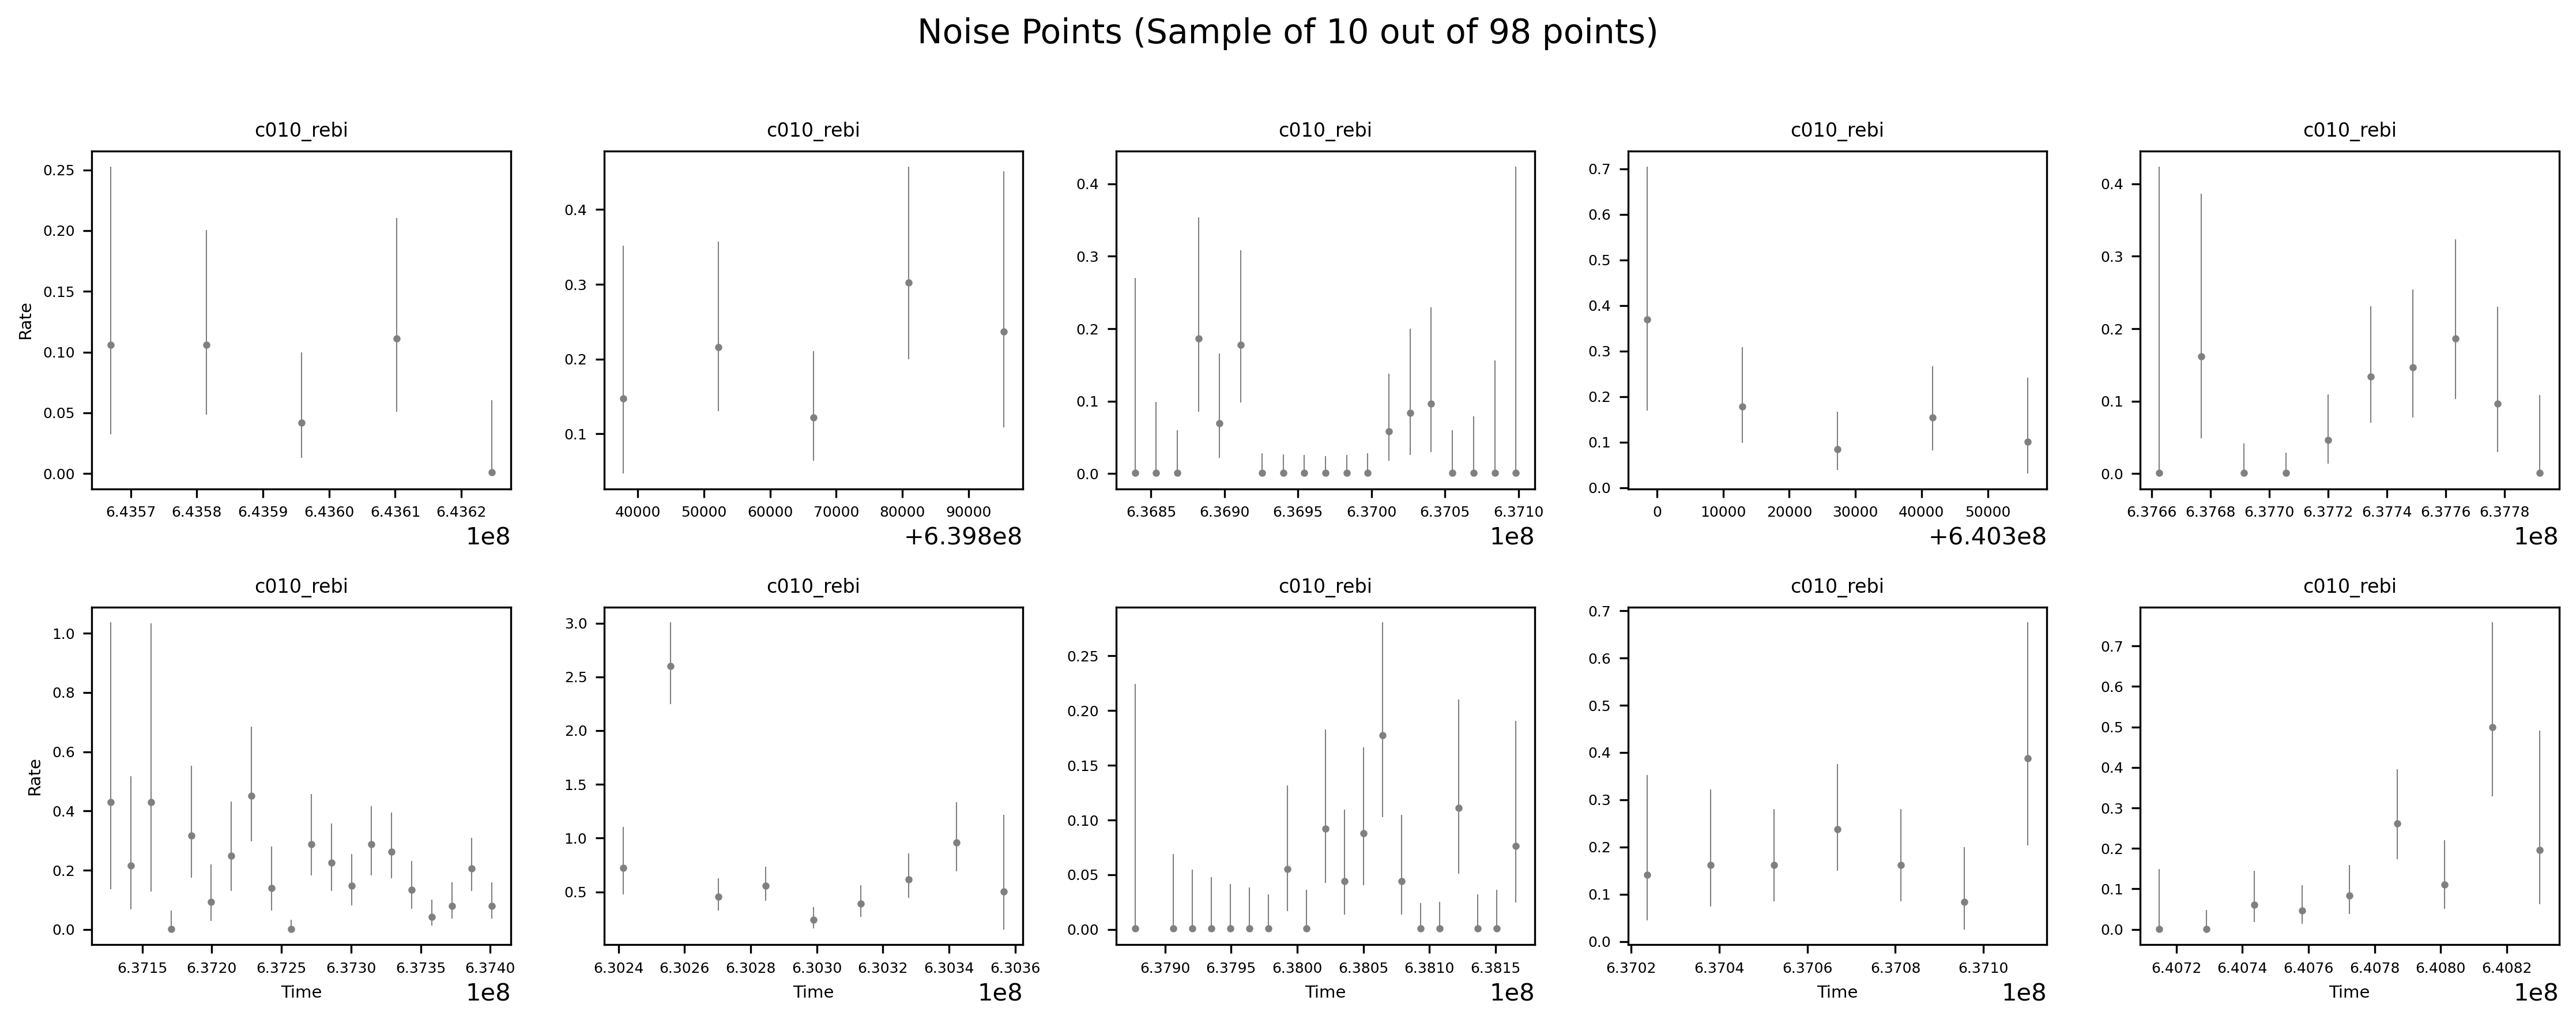 Noise Points (Sample of 10 out of 98 points)
c010_rebi c010_rebi c010_rebi c010_rebi c010_rebi
Rate
0.25
0.20
0.15
0.10
0.05
0.00
6.4357 6.4358 6.4359 6.4360 6.4361 6.4362
1e8
0.4
0.3
0.2
0.1
40000 50000 60000 70000 80000 90000
+6.398e8
0.4
0.3
0.2
0.1
0.0
6.3685 6.3690 6.3695 6.3700 6.3705 6.3710
1e8
0.7
0.6
0.5
0.4
0.3
0.2
0.1
0.0
0 10000 20000 30000 40000 50000
+6.403e8
0.4
0.3
0.2
0.1
0.0
6.3766 6.3768 6.3770 6.3772 6.3774 6.3776 6.3778
1e8
c010_rebi c010_rebi c010_rebi c010_rebi c010_rebi
Rate
1.0
0.8
0.6
0.4
0.2
0.0
6.3715 6.3720 6.3725 6.3730 6.3735 6.3740
Time
1e8
3.0
2.5
2.0
1.5
1.0
0.5
6.3024 6.3026 6.3028 6.3030 6.3032 6.3034 6.3036
Time
1e8
0.25
0.20
0.15
0.10
0.05
0.00
6.3790 6.3795 6.3800 6.3805 6.3810 6.3815
Time
1e8
0.7
0.6
0.5
0.4
0.3
0.2
0.1
0.0
6.3702 6.3704 6.3706 6.3708 6.3710
Time
1e8
0.7
0.6
0.5
0.4
0.3
0.2
0.1
0.0
6.4072 6.4074 6.4076 6.4078 6.4080 6.4082
Time
1e8